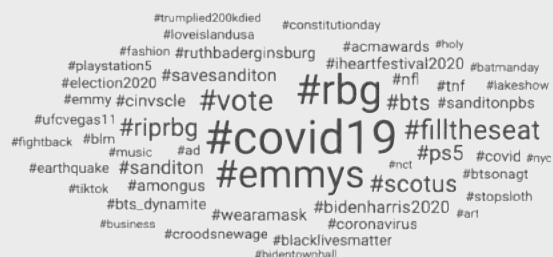 #trumplied200kdied
#loveislandusa #constitutionday
#fashion #ruthbaderginsburg #acmawards #holy
#playstation5 #savesanditon #iheartfestival2020 #batmanday
#election2020 #rbg #nfl #tnf #lakeshow
#emmy #cinvscle #vote #bts #sanditonpbs
#ufcvegas11 #riprbg #covid19 #filltheseat
#fightback #blm #music #ad #ps5 #covid #nyc
#earthquake #sanditon #emmys #nct #btsonagt
#tiktok #amongus #scotus #stopsloth
#bts_dynamite #wearamask #bidenharris2020 #art
#business #croodsnewage #coronavirus
#blacklivesmatter
#bidentownhall